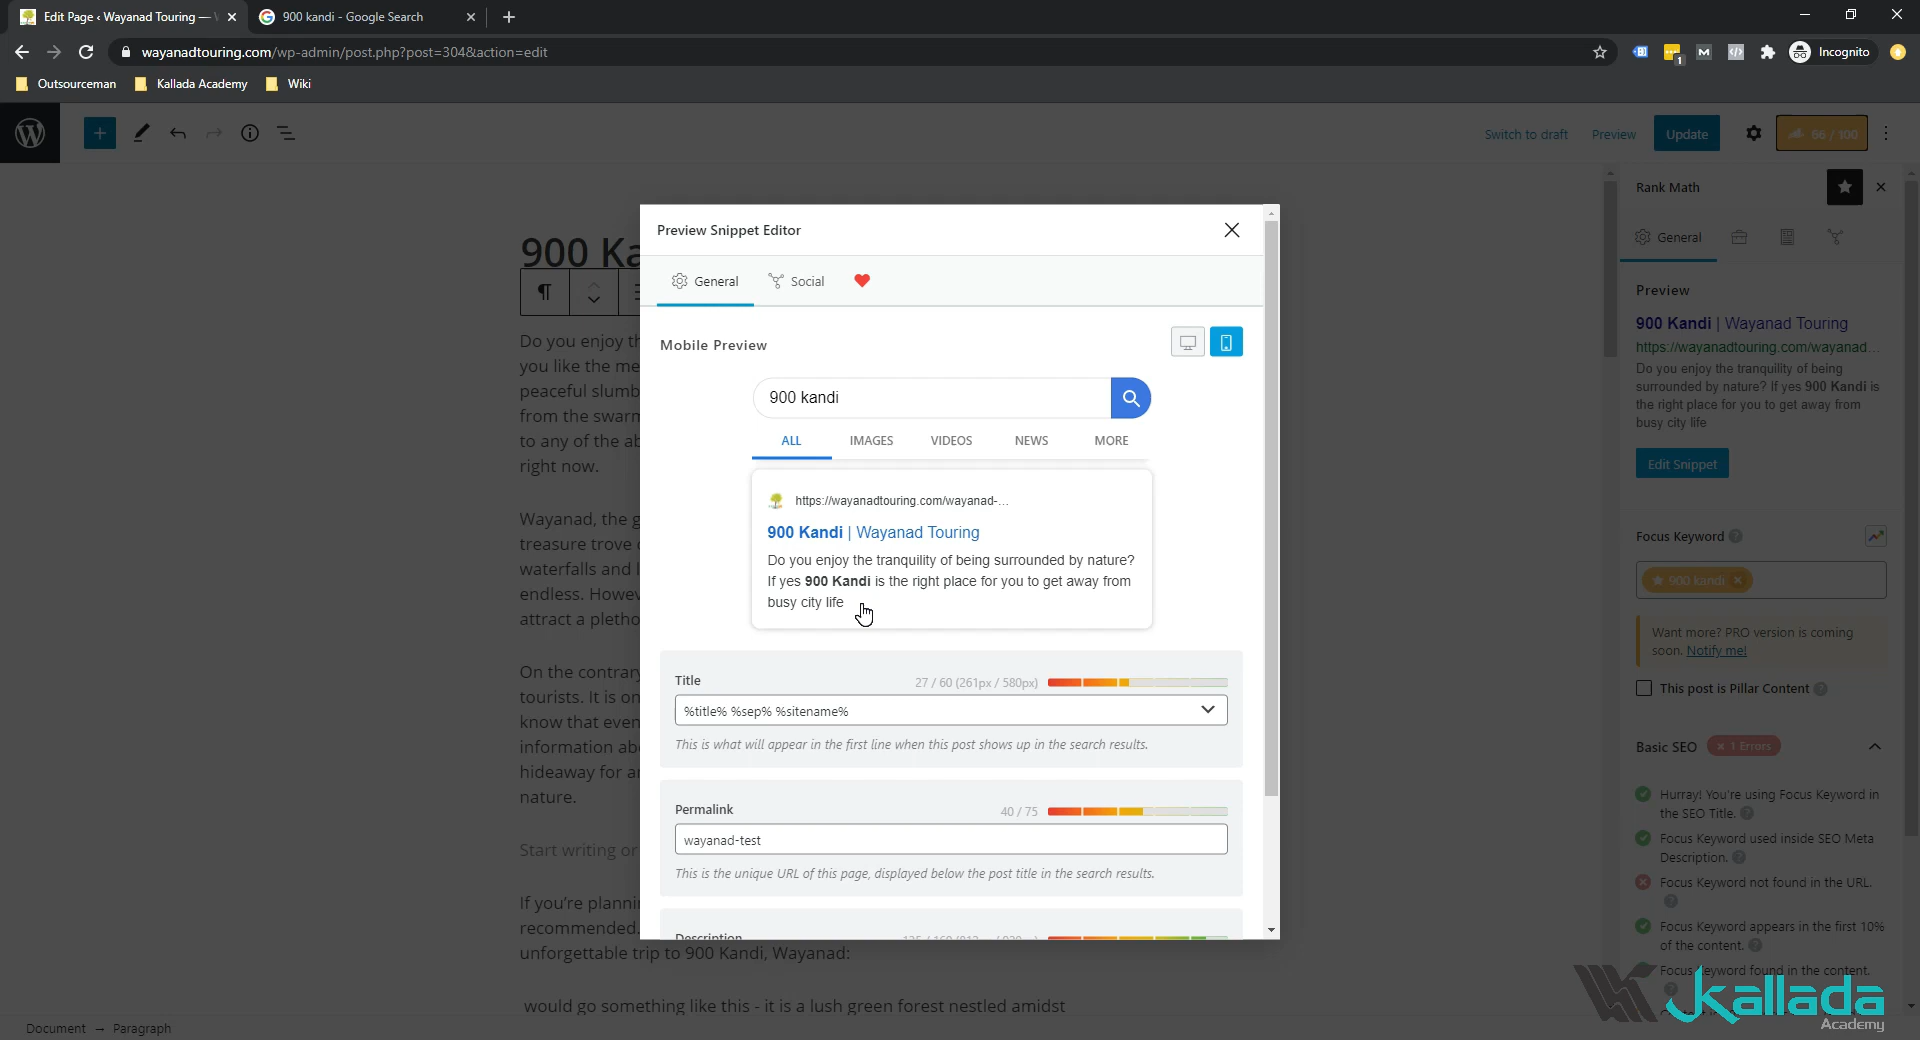 Edit Page ‹ Wayanad Touring —
900 kandi - Google Search
wayanadtouring.com/wp-admin/post.php?post=304&action=edit
1
Incognito
Outsourceman
Kallada Academy
Wiki
Switch to draft
Preview
Update
66 / 100
Rank Math
General
Preview
900 Kandi | Wayanad Touring
https://wayanadtouring.com/wayanad...
Do you enjoy the tranquility of being
surrounded by nature? If yes 900 Kandi is
the right place for you to get away from
busy city life
Edit Snippet
Focus Keyword
900 kandi
Want more? PRO version is coming
soon. Notify me!
This post is Pillar Content
Basic SEO
× 1 Errors
Hurray! You're using Focus Keyword in
the SEO Title.
Focus Keyword used inside SEO Meta
Description.
Focus Keyword not found in the URL.
Focus Keyword appears in the first 10%
of the content.
Focus Keyword found in the content.
Preview Snippet Editor
General
Social
Mobile Preview
900 kandi
ALL
IMAGES
VIDEOS
NEWS
MORE
https://wayanadtouring.com/wayanad-...
900 Kandi | Wayanad Touring
Do you enjoy the tranquility of being surrounded by nature?
If yes 900 Kandi is the right place for you to get away from
busy city life
Title
27 / 60 (261px / 580px)
%title% %sep% %sitename%
This is what will appear in the first line when this post shows up in the search results.
Permalink
40 / 75
wayanad-test
This is the unique URL of this page, displayed below the post title in the search results.
Description
900 Ka
Do you enjoy th
you like the me
peaceful slumb
from the swarm
to any of the ab
right now.
Wayanad, the g
treasure trove
waterfalls and l
endless. Howev
attract a pletho
On the contrary
tourists. It is on
know that even
information ab
hideaway for a
nature.
Start writing or
If you're planni
recommended.
unforgettable trip to 900 Kandi, Wayanad:
would go something like this - it is a lush green forest nestled amidst
Document → Paragraph
kallada
Academy